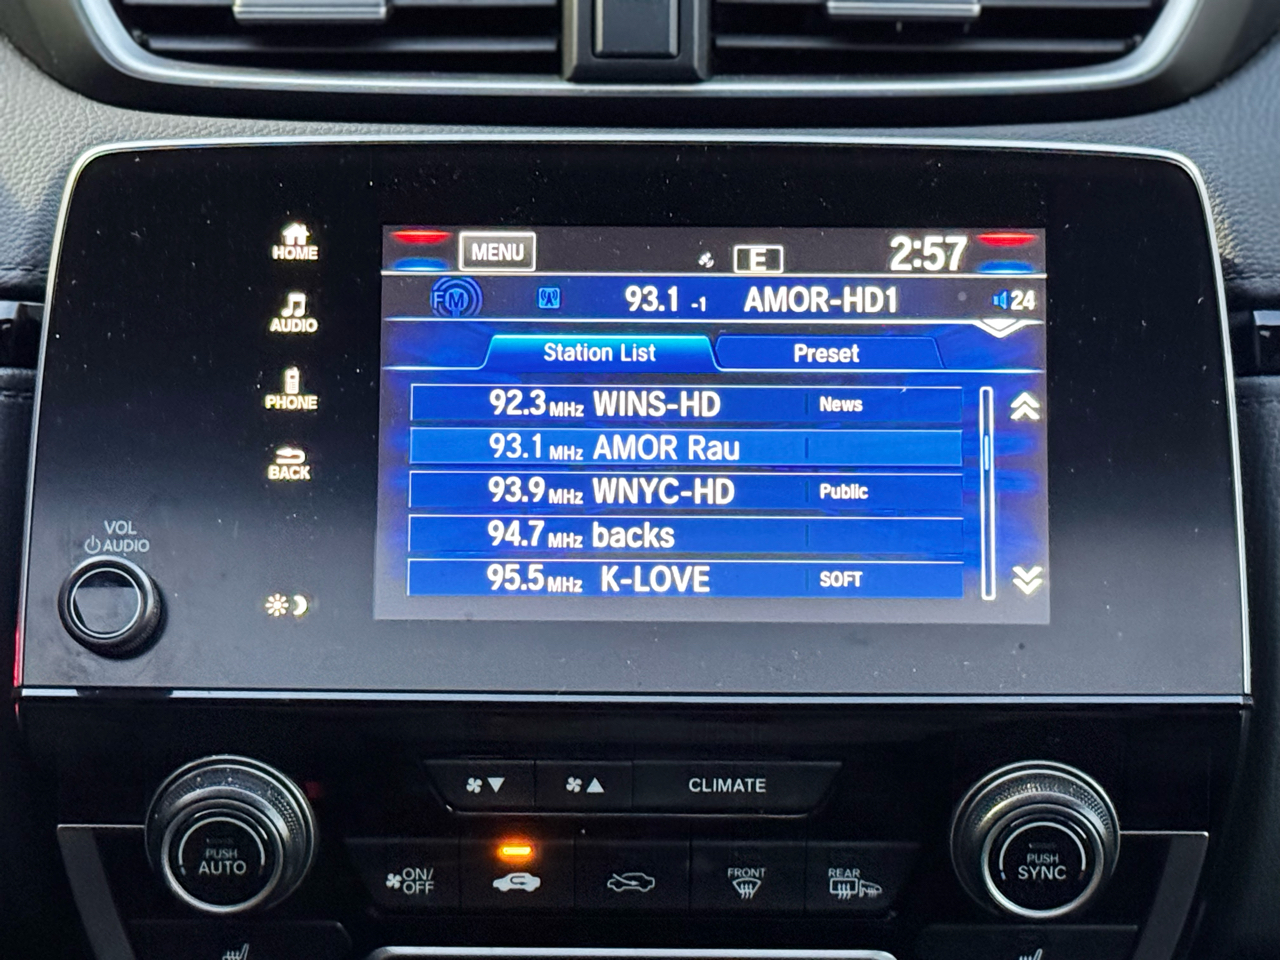 HOME
AUDIO
PHONE
BACK
VOL
AUDIO
MENU E 2:57
FM 93.1 -1 AMOR-HD1 24
Station List Preset
92.3 MHz WINS-HD News
93.1 MHz AMOR Rau
93.9 MHz WNYC-HD Public
94.7 MHz backs
95.5 MHz K-LOVE SOFT
CLIMATE
PUSH
AUTO
ON/
OFF
FRONT
REAR
PUSH
SYNC